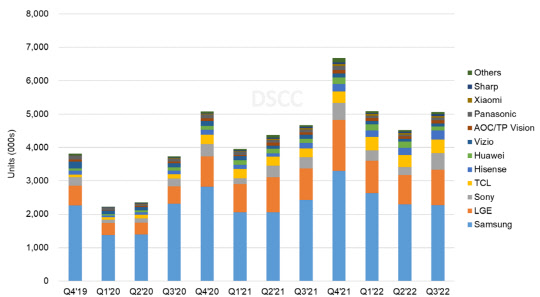 8,000
7,000
6,000
5,000
4,000
3,000
2,000
1,000
0
Units (000s)
DSCC
Others
Sharp
Xiaomi
Panasonic
AOC/TP Vision
Vizio
Huawei
Hisense
TCL
Sony
LGE
Samsung
Q4'19 Q1'20 Q2'20 Q3'20 Q4'20 Q1'21 Q2'21 Q3'21 Q4'21 Q1'22 Q2'22 Q3'22